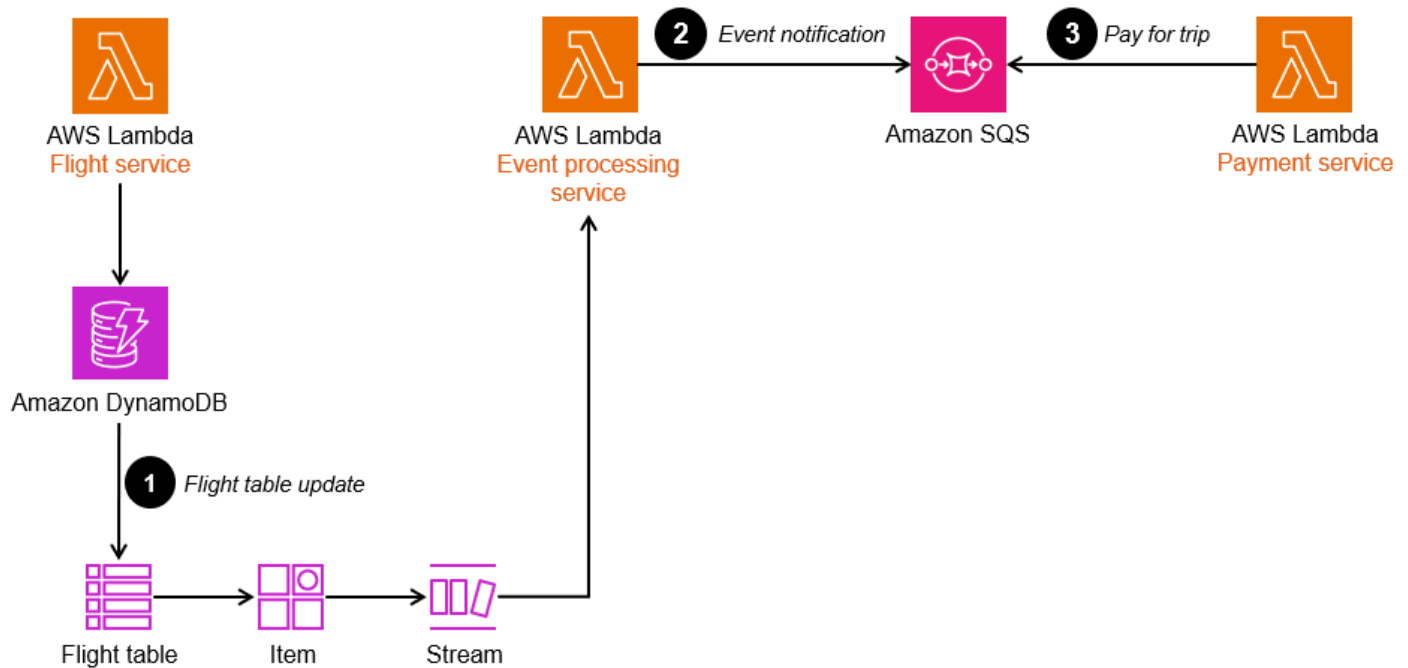 2 Event notification
3 Pay for trip
AWS Lambda
Flight service
AWS Lambda
Event processing
service
Amazon SQS
AWS Lambda
Payment service
Amazon DynamoDB
1 Flight table update
Flight table
Item
Stream